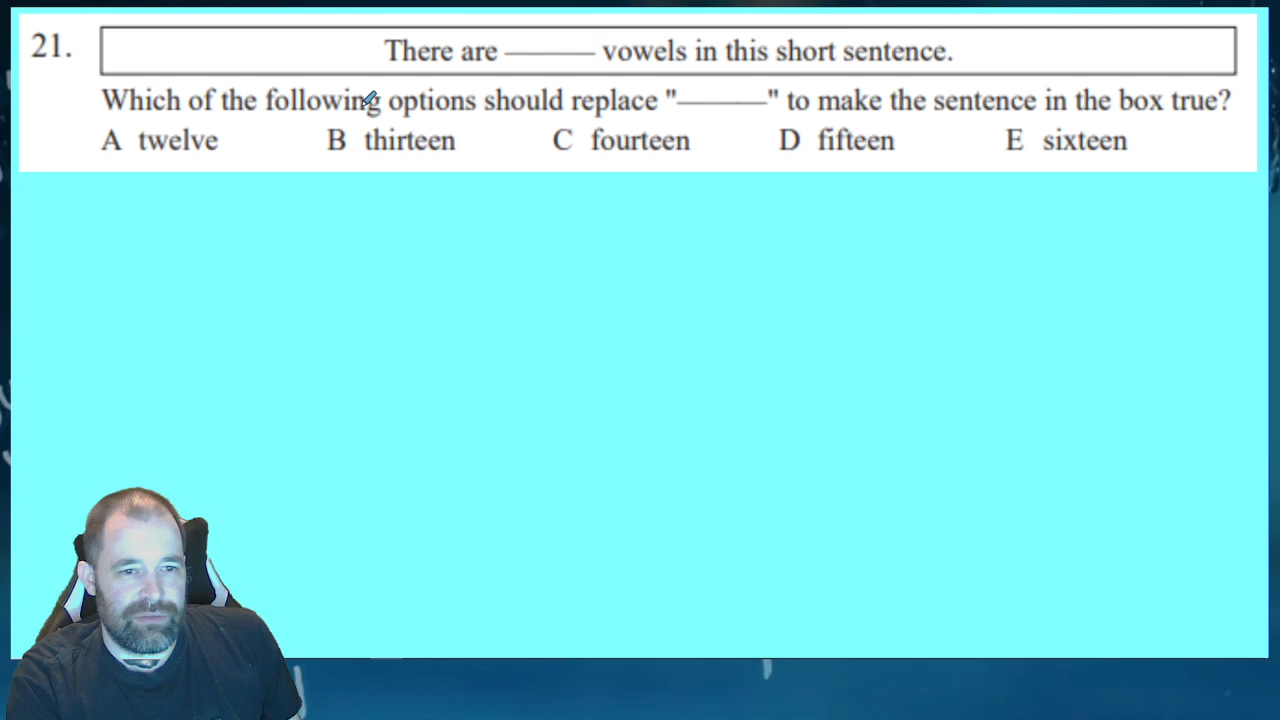 21. There are ——— vowels in this short sentence.
Which of the following options should replace "———" to make the sentence in the box true?
A twelve B thirteen C fourteen D fifteen E sixteen